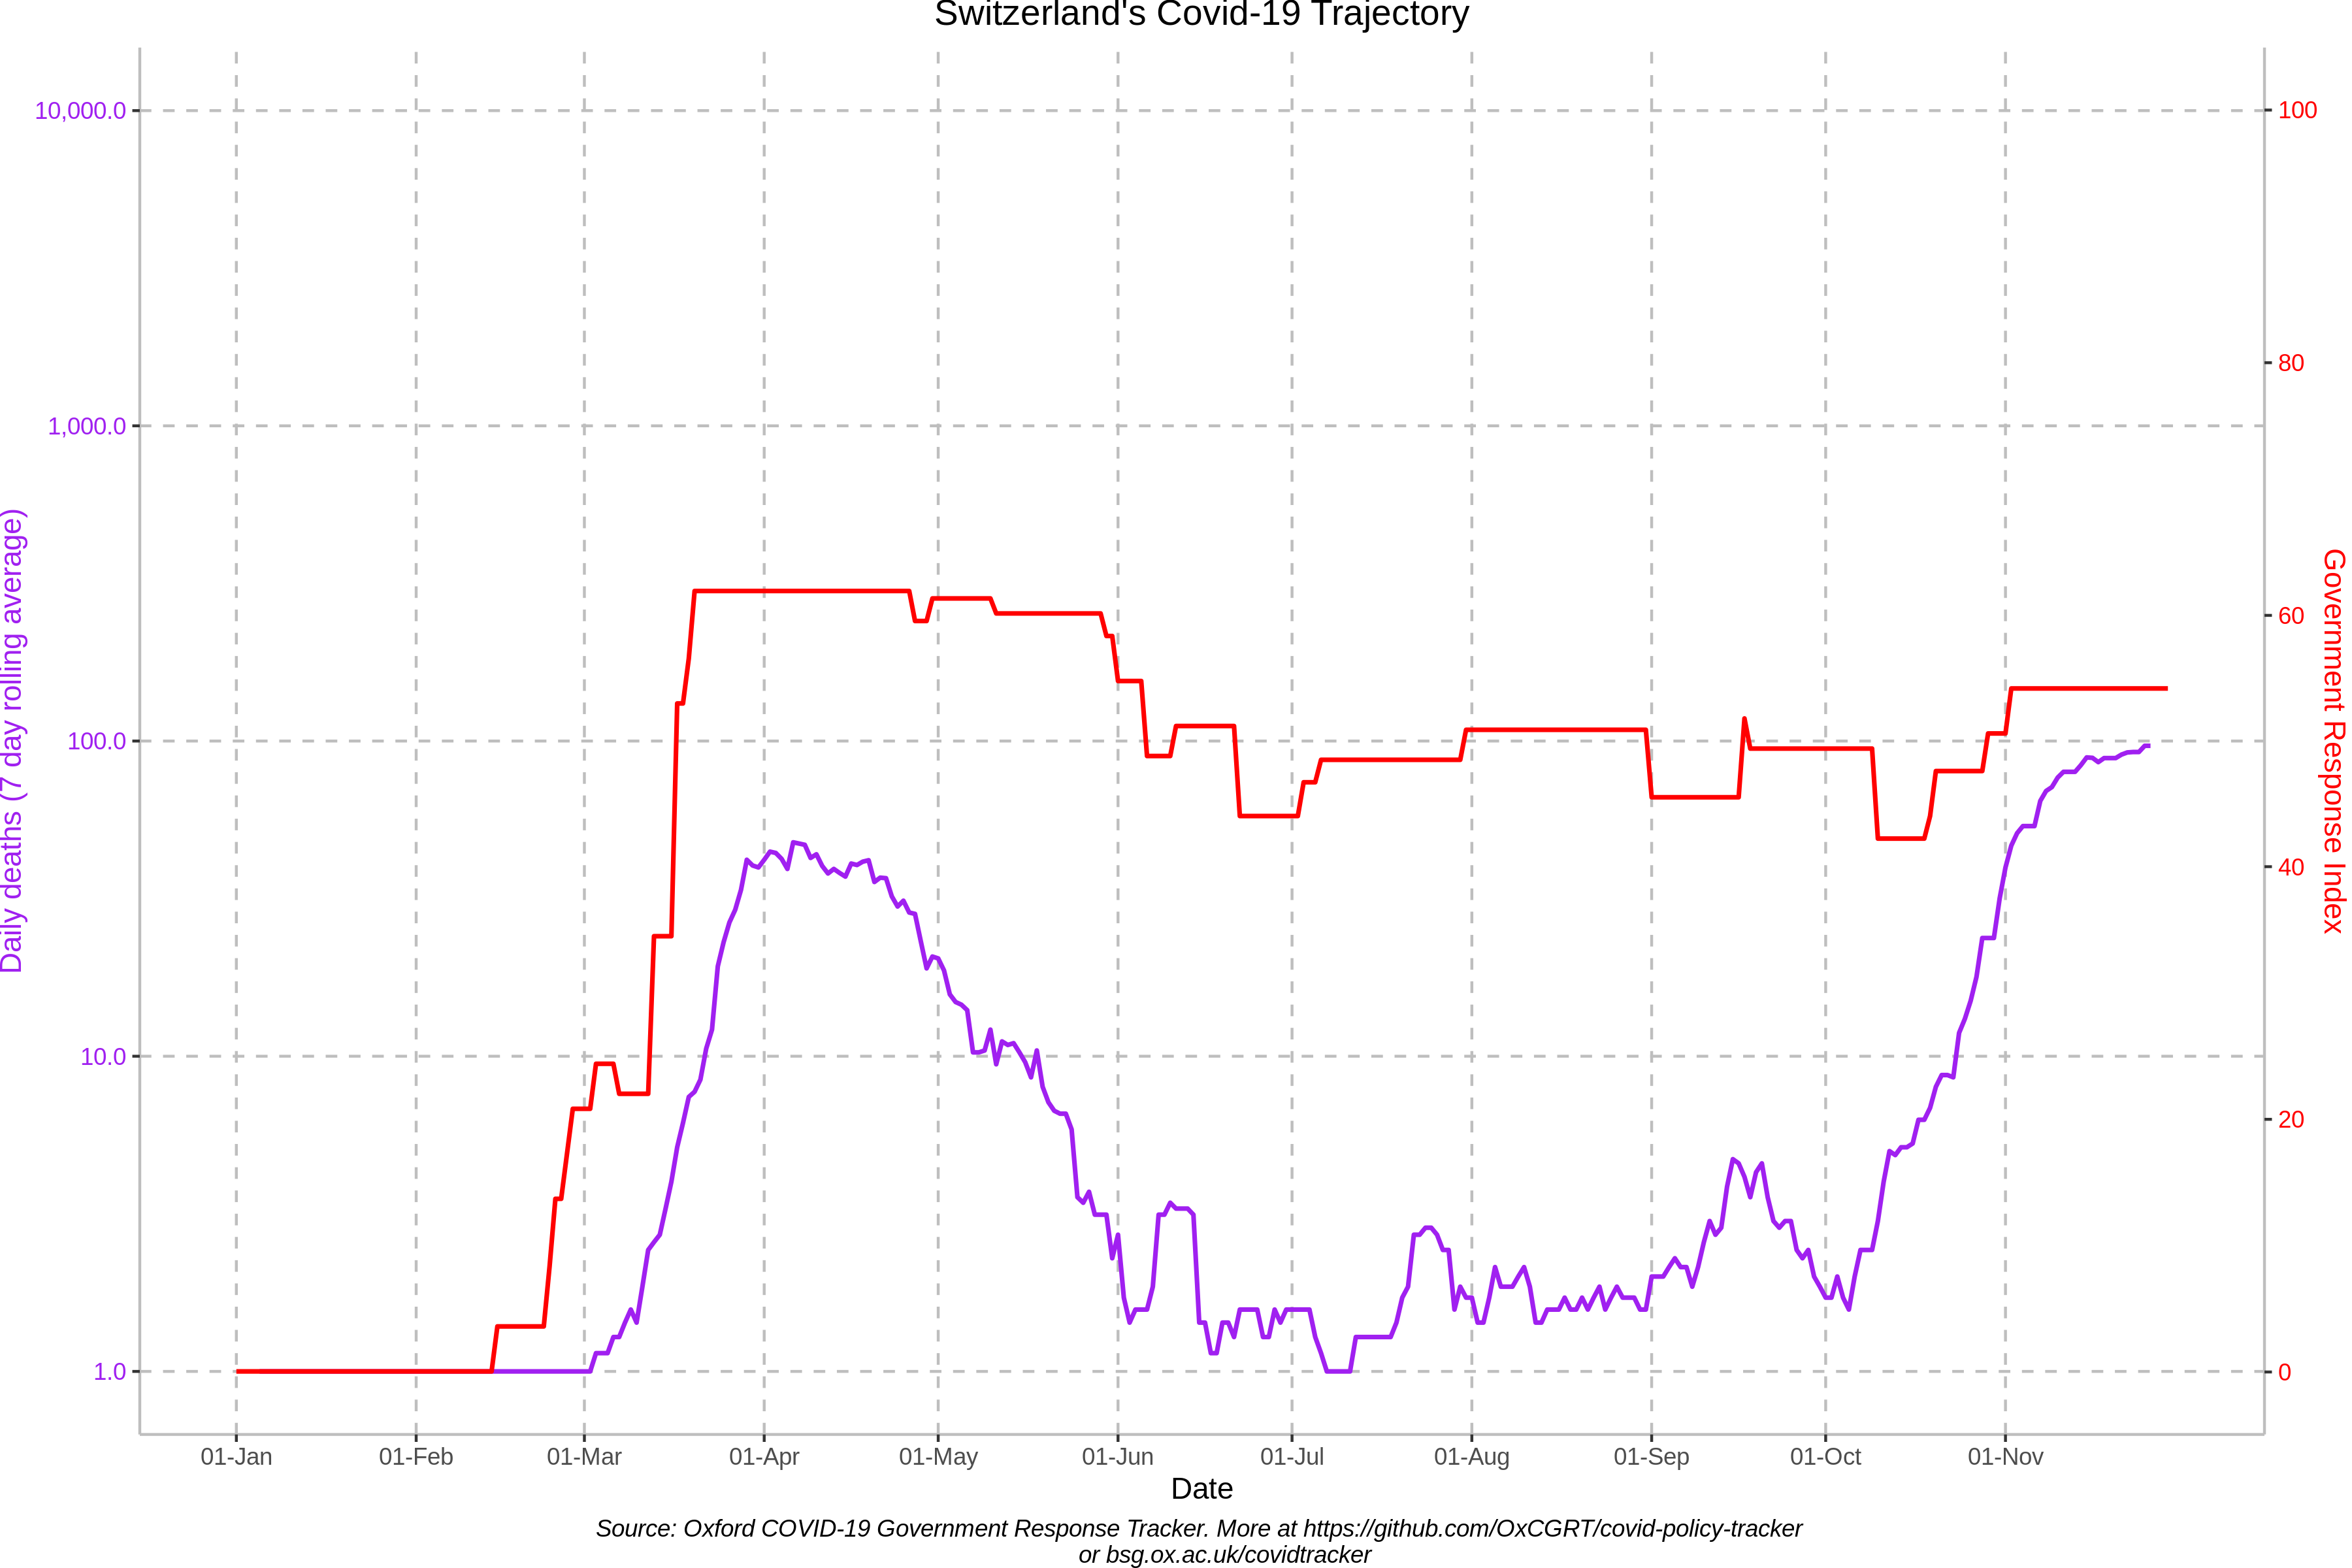 Switzerland's Covid-19 Trajectory
10,000.0
1,000.0
100.0
10.0
1.0
Daily deaths (7 day rolling average)
100
80
60
40
20
0
Government Response Index
01-Jan
01-Feb
01-Mar
01-Apr
01-May
01-Jun
01-Jul
01-Aug
01-Sep
01-Oct
01-Nov
Date
Source: Oxford COVID-19 Government Response Tracker. More at https://github.com/OxCGRT/covid-policy-tracker
or bsg.ox.ac.uk/covidtracker